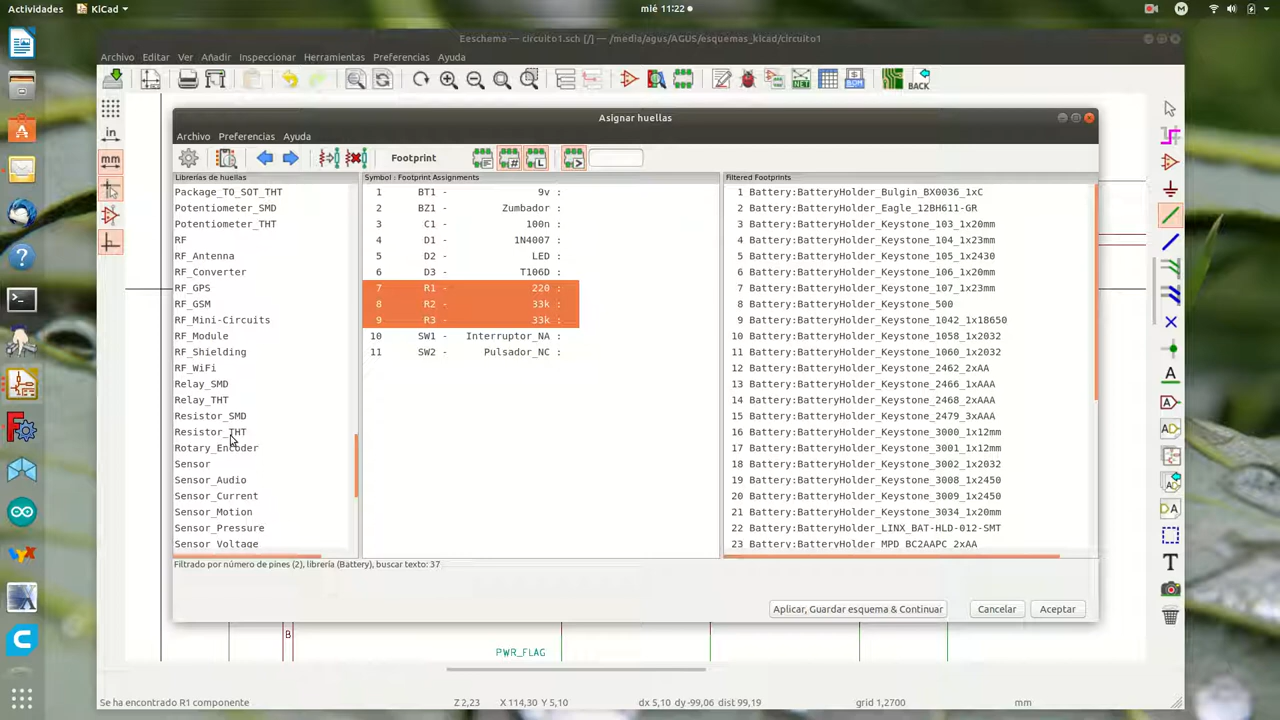 Actividades
KiCad
mié 11:22
M
Eeschema — circuito1.sch [/] — /media/agus/AGUS/esquemas_kicad/circuito1
Archivo Editar Ver Añadir Inspeccionar Herramientas Preferencias Ayuda
NET
BOM
BACK
in
mm
Asignar huellas
Archivo Preferencias Ayuda
Footprint
Librerias de huellas
Package_TO_SOT_THT
Potentiometer_SMD
Potentiometer_THT
RF
RF_Antenna
RF_Converter
RF_GPS
RF_GSM
RF_Mini-Circuits
RF_Module
RF_Shielding
RF_WiFi
Relay_SMD
Relay_THT
Resistor_SMD
Resistor_THT
Rotary_Encoder
Sensor
Sensor_Audio
Sensor_Current
Sensor_Motion
Sensor_Pressure
Sensor_Voltage
Symbol : Footprint Assignments
1 BT1 - 9v :
2 BZ1 - Zumbador :
3 C1 - 100n :
4 D1 - 1N4007 :
5 D2 - LED :
6 D3 - T106D :
7 R1 - 220 :
8 R2 - 33k :
9 R3 - 33k :
10 SW1 - Interruptor_NA :
11 SW2 - Pulsador_NC :
Filtered Footprints
1 Battery:BatteryHolder_Bulgin_BX0036_1xC
2 Battery:BatteryHolder_Eagle_12BH611-GR
3 Battery:BatteryHolder_Keystone_103_1x20mm
4 Battery:BatteryHolder_Keystone_104_1x23mm
5 Battery:BatteryHolder_Keystone_105_1x2430
6 Battery:BatteryHolder_Keystone_106_1x20mm
7 Battery:BatteryHolder_Keystone_107_1x23mm
8 Battery:BatteryHolder_Keystone_500
9 Battery:BatteryHolder_Keystone_1042_1x18650
10 Battery:BatteryHolder_Keystone_1058_1x2032
11 Battery:BatteryHolder_Keystone_1060_1x2032
12 Battery:BatteryHolder_Keystone_2462_2xAA
13 Battery:BatteryHolder_Keystone_2466_1xAAA
14 Battery:BatteryHolder_Keystone_2468_2xAAA
15 Battery:BatteryHolder_Keystone_2479_3xAAA
16 Battery:BatteryHolder_Keystone_3000_1x12mm
17 Battery:BatteryHolder_Keystone_3001_1x12mm
18 Battery:BatteryHolder_Keystone_3002_1x2032
19 Battery:BatteryHolder_Keystone_3008_1x2450
20 Battery:BatteryHolder_Keystone_3009_1x2450
21 Battery:BatteryHolder_Keystone_3034_1x20mm
22 Battery:BatteryHolder_LINX_BAT-HLD-012-SMT
23 Battery:BatteryHolder_MPD_BC2AAPC_2xAA
Filtrado por número de pines (2), librería (Battery), buscar texto: 37
Aplicar, Guardar esquema & Continuar
Cancelar
Aceptar
B
PWR_FLAG
Se ha encontrado R1 componente
Z 2,23
X 114,30 Y 5,10
dx 5,10 dy -99,06 dist 99,19
grid 1,2700
mm